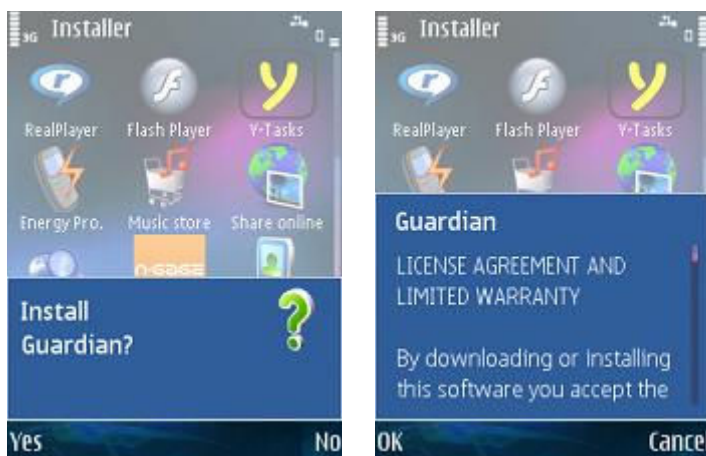 3G Installer
RealPlayer Flash Player Y-Tasks
Energy Pro. Music store Share online
n-gage
Install
Guardian?
Yes No
3G Installer
RealPlayer Flash Player Y-Tasks
Guardian
LICENSE AGREEMENT AND
LIMITED WARRANTY
By downloading or installing
this software you accept the
OK Cance